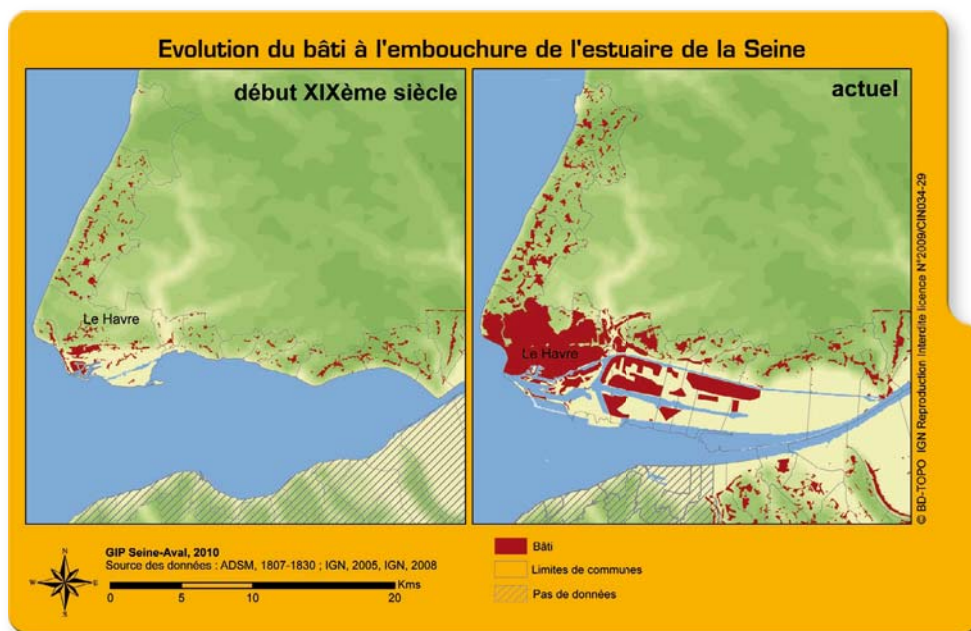 Evolution du bâti à l'embouchure de l'estuaire de la Seine
début XIXème siècle
actuel
Le Havre
Le Havre
© BD-TOPO IGN Reproduction Interdite licence N°2009/CIN034-29
N
W
E
S
GIP Seine-Aval, 2010
Source des données : ADSM, 1807-1830 ; IGN, 2005, IGN, 2008
Kms
0 5 10 20
Bâti
Limites de communes
Pas de données